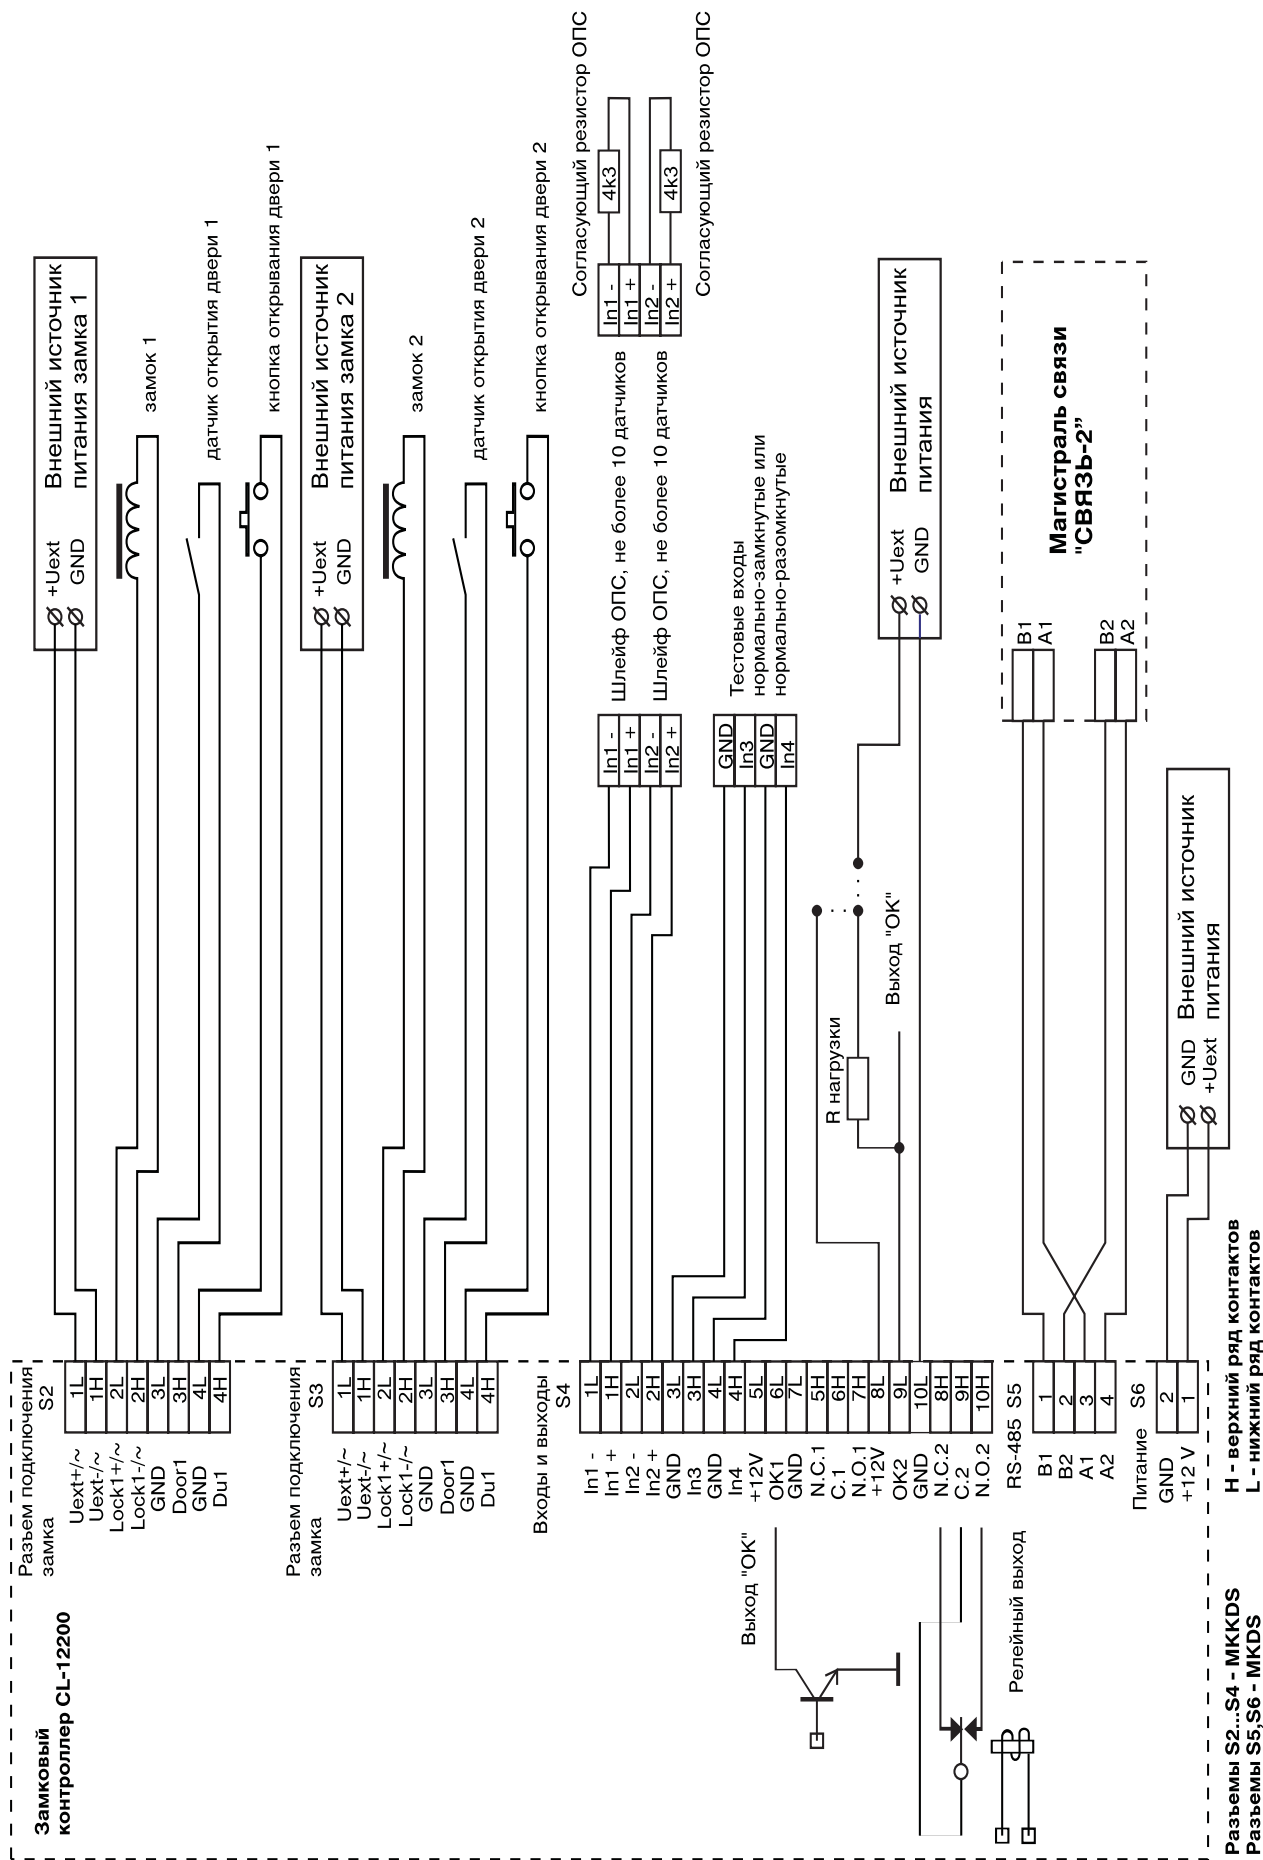 Замковый
контроллер CL-12200
Разъем подключения
замка
S2
Uext+/~
1L
Uext-/~
1H
Lock1+/~
2L
Lock1-/~
2H
GND
3L
Door1
3H
GND
4L
Du1
4H
+Uext
GND
Внешний источник
питания замка 1
замок 1
датчик открытия двери 1
кнопка открывания двери 1
Разъем подключения
замка
S3
Uext+/~
1L
Uext-/~
1H
Lock1+/~
2L
Lock1-/~
2H
GND
3L
Door1
3H
GND
4L
Du1
4H
+Uext
GND
Внешний источник
питания замка 2
замок 2
датчик открытия двери 2
кнопка открывания двери 2
Входы и выходы
S4
In1 -
1L
In1 +
1H
In2 -
2L
In2 +
2H
GND
3L
In3
3H
GND
4L
In4
4H
+12V
5L
OK1
6L
GND
7L
N.C.1
5H
C.1
6H
N.O.1
7H
+12V
8L
OK2
9L
GND
10L
N.C.2
8H
C.2
9H
N.O.2
10H
In1 -
In1 +
In2 -
In2 +
Шлейф ОПС, не более 10 датчиков
Шлейф ОПС, не более 10 датчиков
In1 -
In1 +
In2 -
In2 +
Согласующий резистор ОПС
4k3
4k3
Согласующий резистор ОПС
GND
In3
GND
In4
Тестовые входы
нормально-замкнутые или
нормально-разомкнутые
Выход "ОК"
R нагрузки
Выход "ОК"
+Uext
GND
Внешний источник
питания
Релейный выход
RS-485
S5
B1
1
B2
2
A1
3
A2
4
B1
A1
B2
A2
Магистраль связи
"СВЯЗЬ-2”
Питание
S6
GND
2
+12 V
1
GND
+Uext
Внешний источник
питания
Разъемы S2...S4 - MKKDS
Разъемы S5,S6 - MKDS
H - верхний ряд контактов
L - нижний ряд контактов